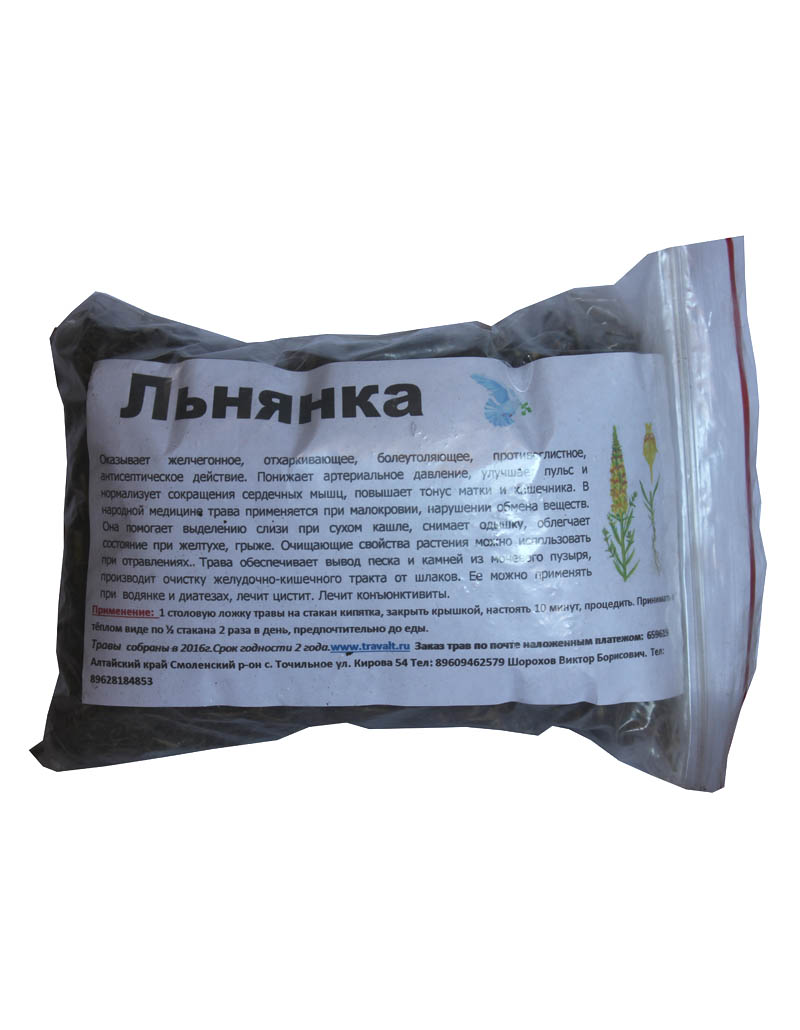 Льнянка
Оказывает желчегонное, отхаркивающее, болеутоляющее, противоглистное,
антисептическое действие. Понижает артериальное давление, улучшает пульс и
нормализует сокращения сердечных мышц, повышает тонус матки и кишечника. В
народной медицине трава применяется при малокровии, нарушении обмена веществ.
Она помогает выделению слизи при сухом кашле, снимает одышку, облегчает
состояние при желтухе, грыже. Очищающие свойства растения можно использовать
при отравлениях.. Трава обеспечивает вывод песка и камней из мочевого пузыря,
производит очистку желудочно-кишечного тракта от шлаков. Ее можно применять
при водянке и диатезах, лечит цистит. Лечит конъюнктивиты.
Применение: 1 столовую ложку травы на стакан кипятка, закрыть крышкой, настоять 10 минут, процедить. Принимать в
тёплом виде по ½ стакана 2 раза в день, предпочтительно до еды.
Травы собраны в 2016г.Срок годности 2 года.www.travalt.ru Заказ трав по почте наложенным платежом:
Алтайский край Смоленский р-он с. Точильное ул. Кирова 54 Тел: 89609462579 Шорохов Виктор Борисович. Тел:
89628184853